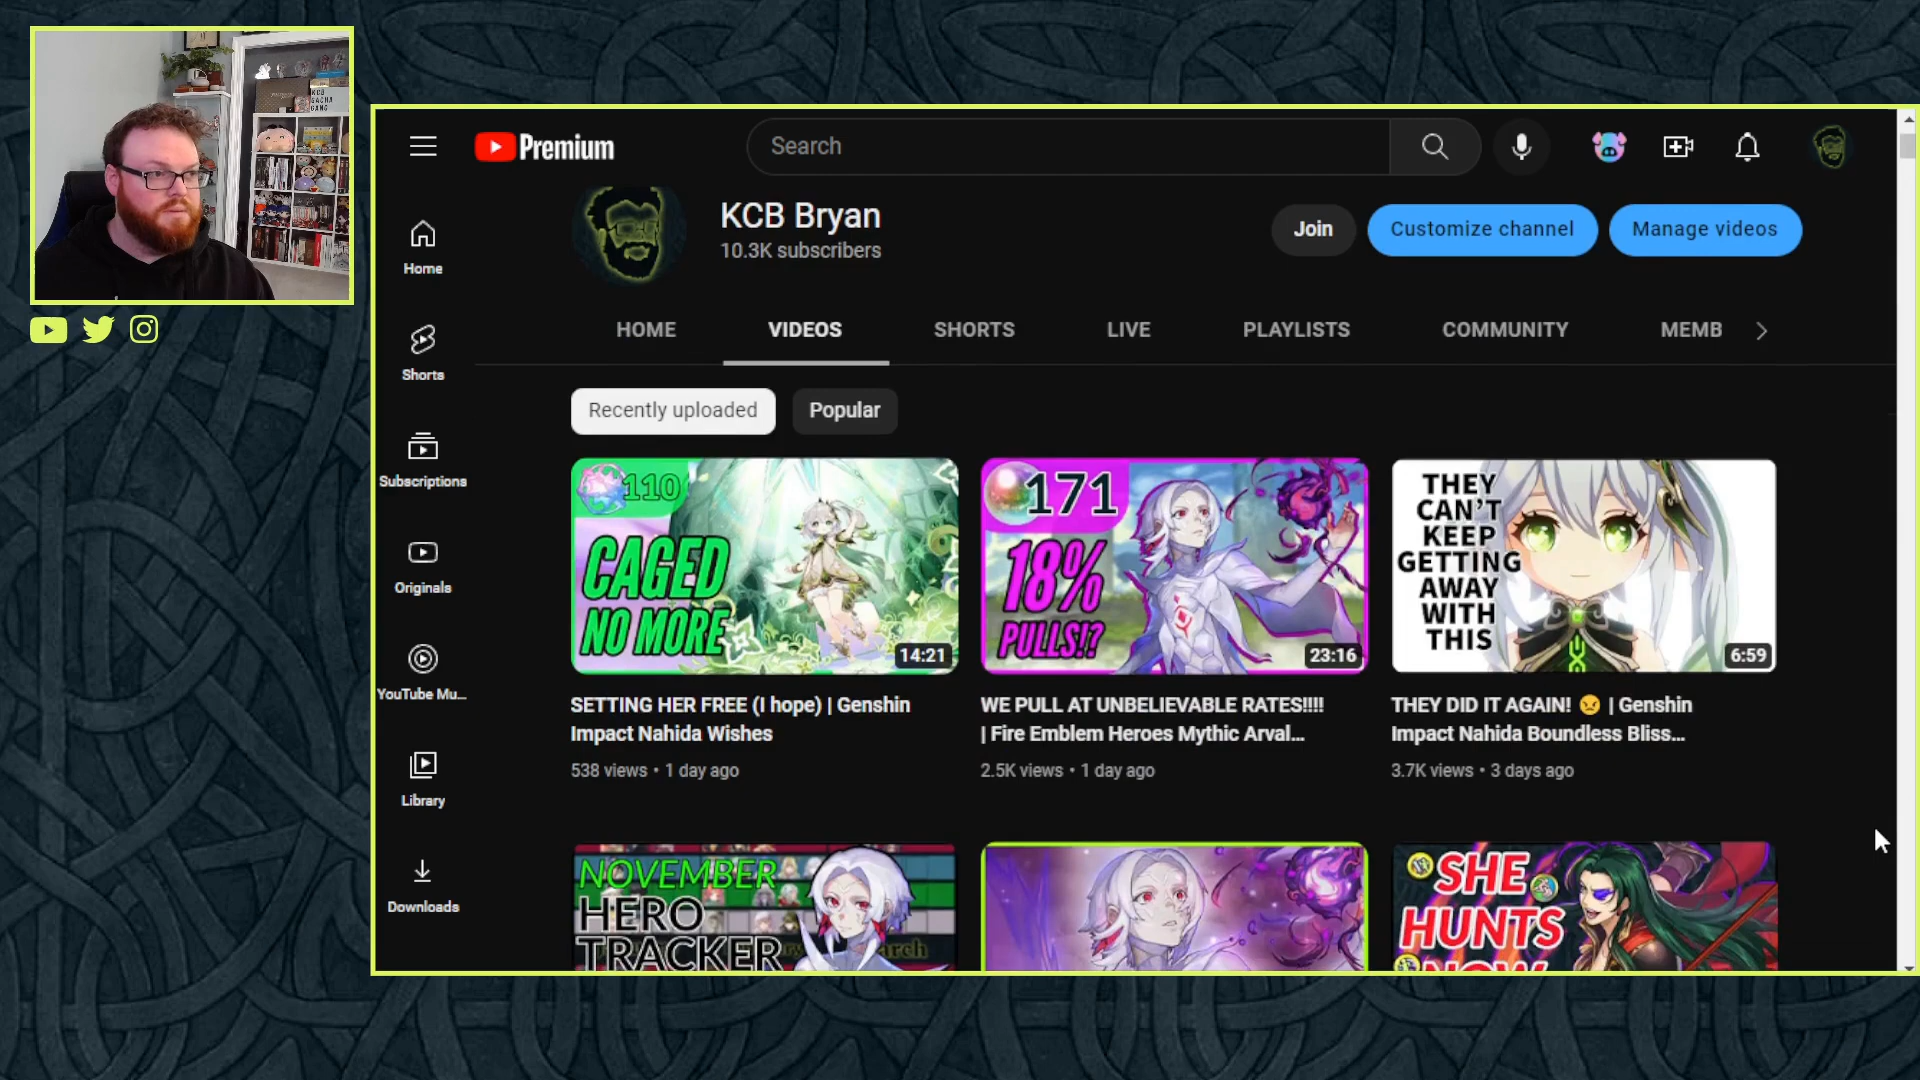 KCB
GACHA
GANG
Premium
Search
KCB Bryan
10.3K subscribers
Join
Customize channel
Manage videos
Home
Shorts
Subscriptions
Originals
YouTube Mu...
Library
Downloads
HOME
VIDEOS
SHORTS
LIVE
PLAYLISTS
COMMUNITY
MEMB
Recently uploaded
Popular
110
CAGED
NO MORE
14:21
SETTING HER FREE (I hope) | Genshin
Impact Nahida Wishes
538 views • 1 day ago
171
18%
PULLS!?
23:16
WE PULL AT UNBELIEVABLE RATES!!!!
| Fire Emblem Heroes Mythic Arval...
2.5K views • 1 day ago
THEY
CAN'T
KEEP
GETTING
AWAY
WITH
THIS
6:59
THEY DID IT AGAIN! 😠 | Genshin
Impact Nahida Boundless Bliss...
3.7K views • 3 days ago
NOVEMBER
HERO
TRACKER
SHE
HUNTS
NOW